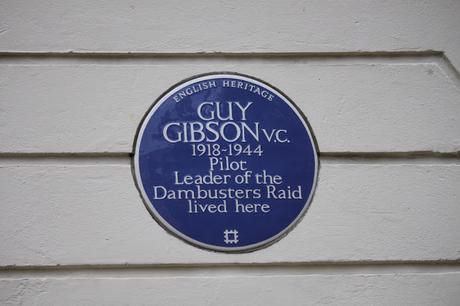 ENGLISH HERITAGE
GUY
GIBSON V.C.
1918-1944
Pilot
Leader of the
Dambusters Raid
lived here